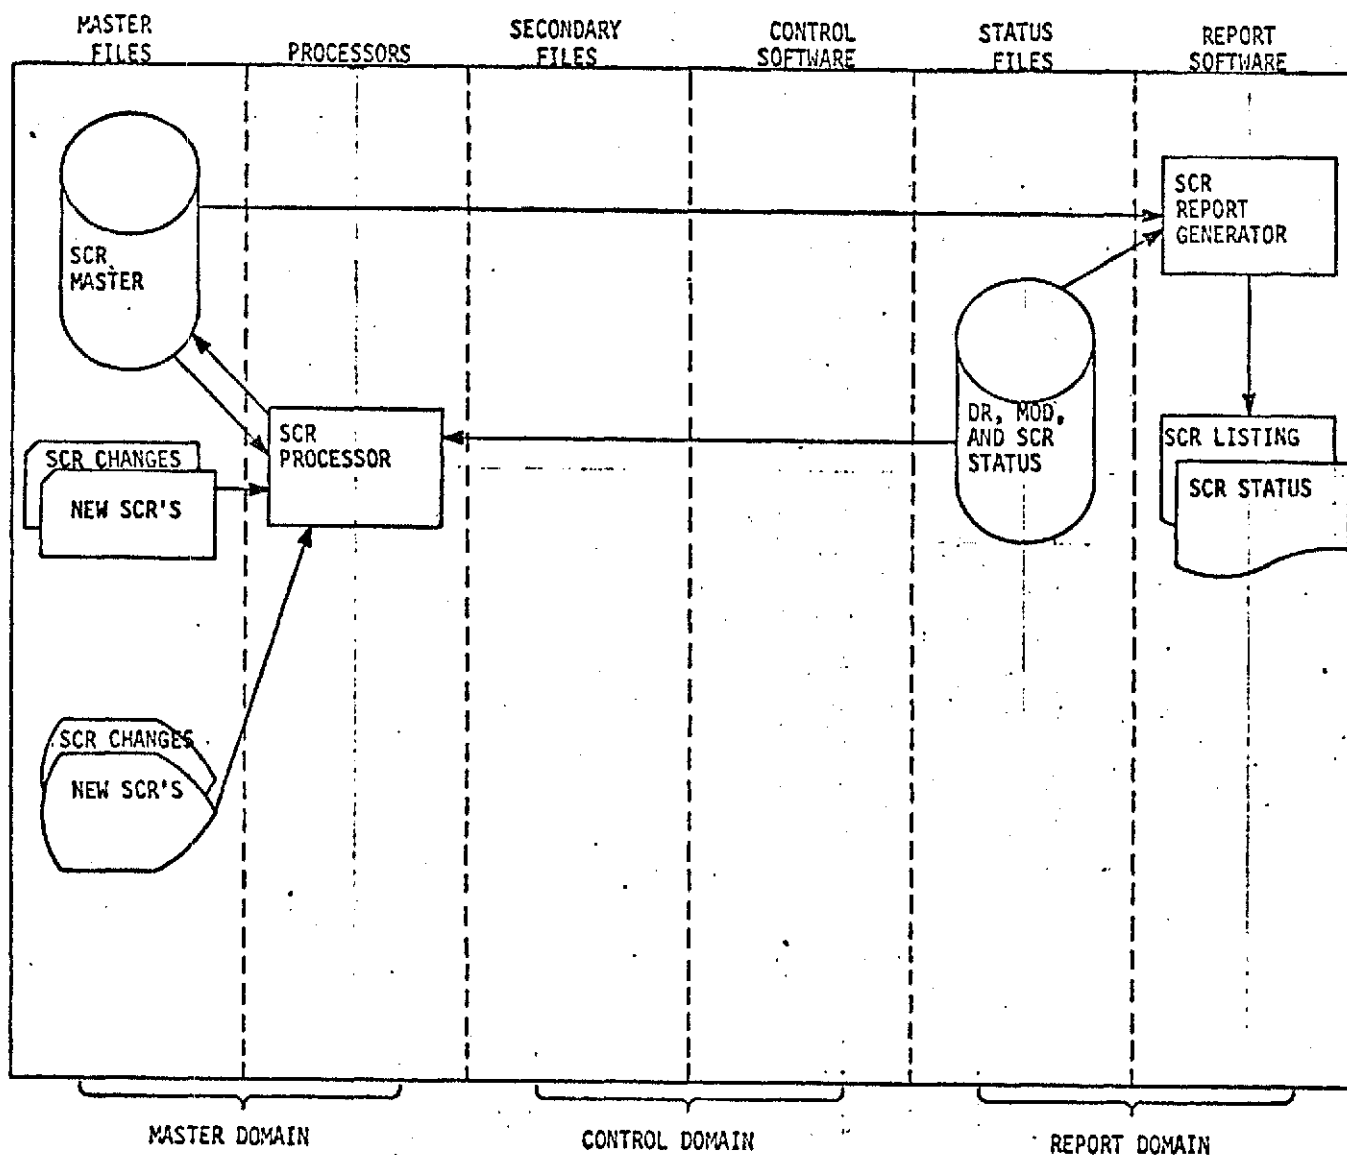 MASTER
FILES
PROCESSORS
SECONDARY
FILES
CONTROL
SOFTWARE
STATUS
FILES
REPORT
SOFTWARE
SCR
MASTER
SCR
REPORT
GENERATOR
SCR
PROCESSOR
DR, MOD,
AND SCR
STATUS
SCR LISTING
SCR STATUS
SCR CHANGES
NEW SCR'S
SCR CHANGES
NEW SCR'S
MASTER DOMAIN
CONTROL DOMAIN
REPORT DOMAIN